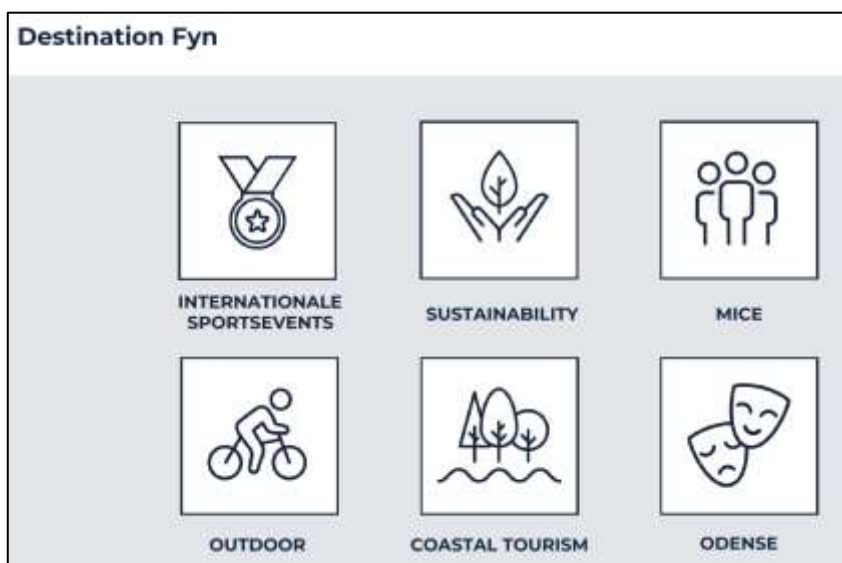 Destination Fyn
INTERNATIONALE
SPORTSEVENTS
SUSTAINABILITY
MICE
OUTDOOR
COASTAL TOURISM
ODENSE